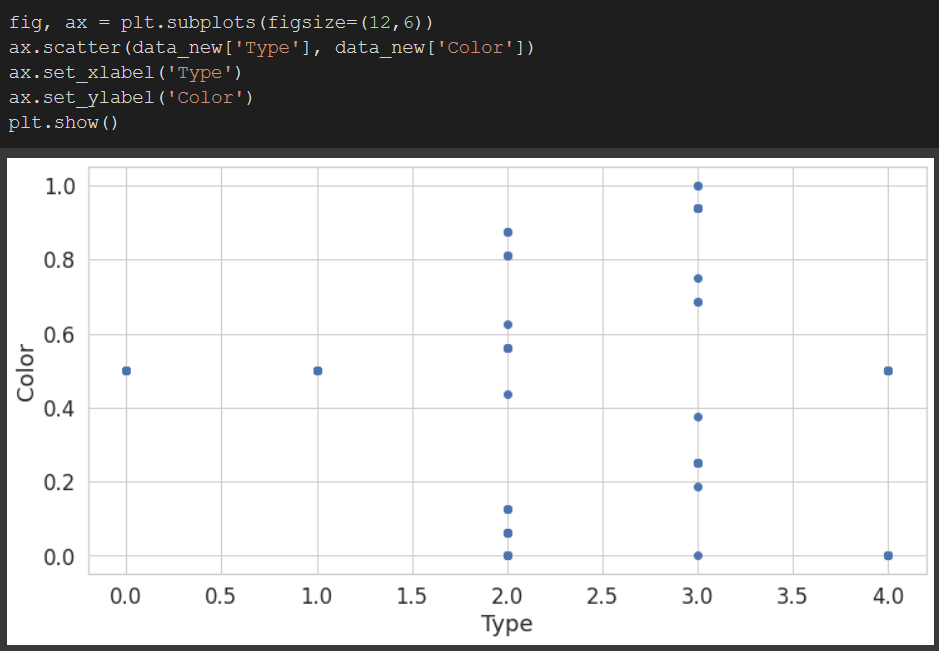 fig, ax = plt.subplots(figsize=(12,6))
ax.scatter(data_new['Type'], data_new['Color'])
ax.set_xlabel('Type')
ax.set_ylabel('Color')
plt.show()
1.0
0.8
0.6
0.4
0.2
0.0
Color
0.0 0.5 1.0 1.5 2.0 2.5 3.0 3.5 4.0
Type